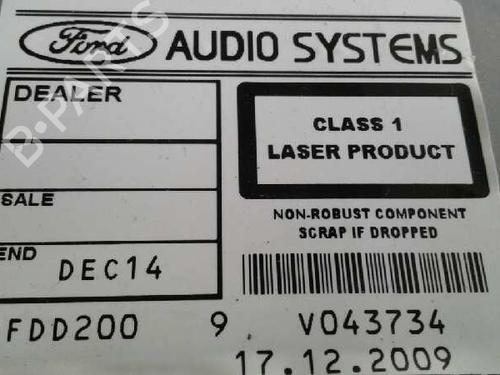 Ford AUDIO SYSTEMS
DEALER
CLASS 1
LASER PRODUCT
SALE
NON-ROBUST COMPONENT
SCRAP IF DROPPED
END
DEC14
FDD200 9 V043734
17.12.2009
B-PARTS